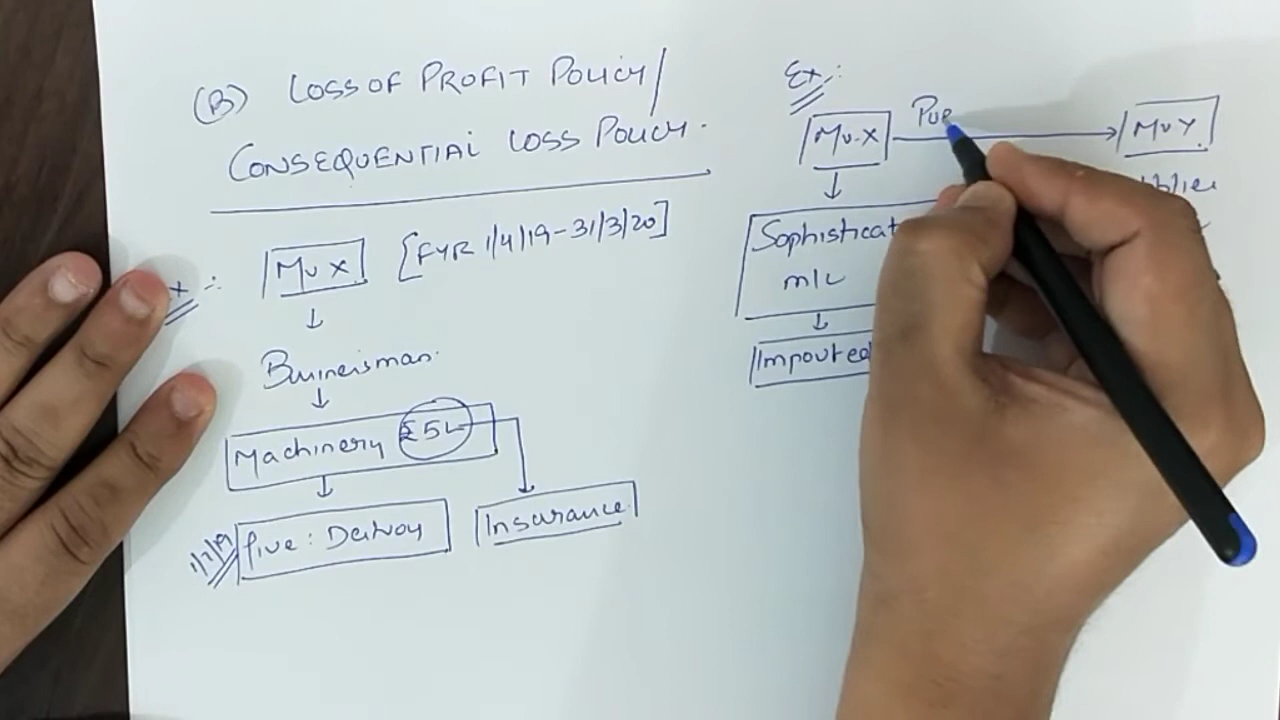 (B) LOSS OF PROFIT POLICY/
CONSEQUENTIAL LOSS POLICY.
Ex:
Mr X [FYR 1/4/19-31/3/20]
↓
Businessman.
↓
Machinery ₹5L
↓
1/7/19 fire: Destroy
Insurance
Ex.:
Mr. X Pur → Mr Y.
↓
Sophisticat
m/c
↓
Imported